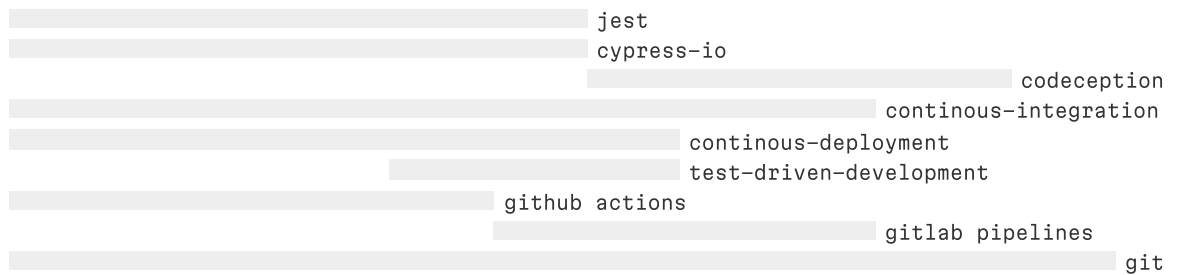 jest
cypress-io
codeception
continous-integration
continous-deployment
test-driven-development
github actions
gitlab pipelines
git